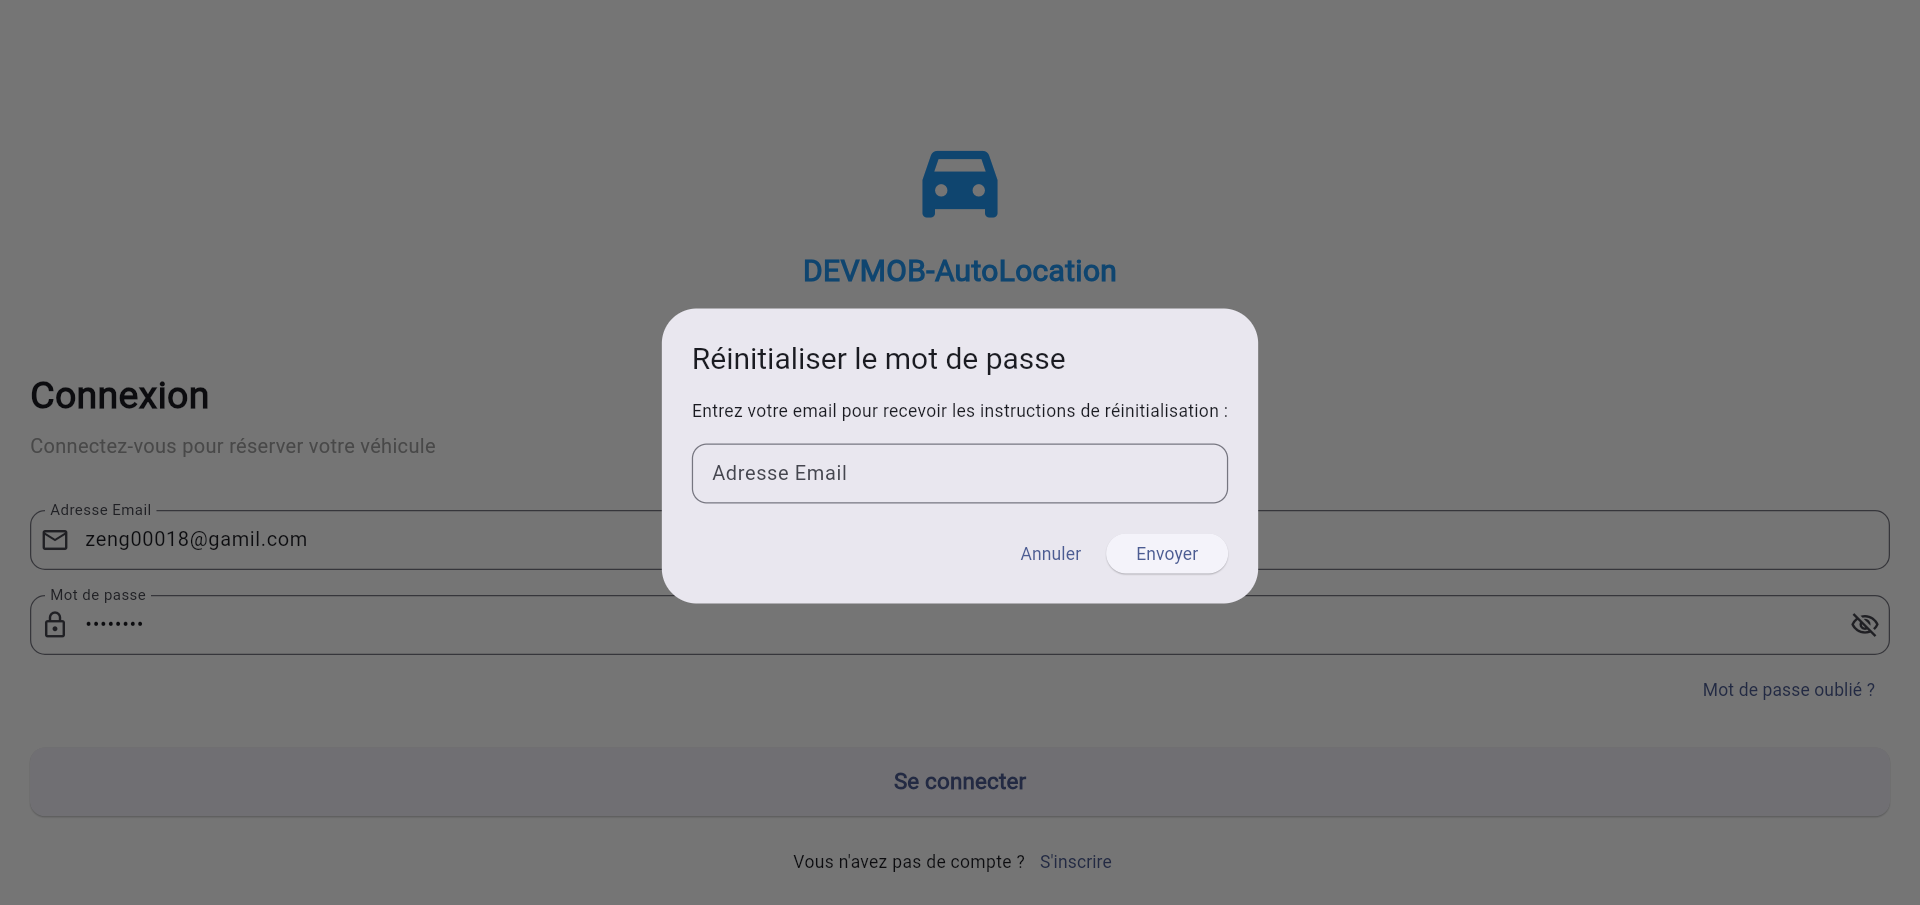 DEVMOB-AutoLocation
Réinitialiser le mot de passe
Entrez votre email pour recevoir les instructions de réinitialisation :
Adresse Email
Annuler
Envoyer
Connexion
Connectez-vous pour réserver votre véhicule
Adresse Email
zeng00018@gamil.com
Mot de passe
••••••••
Mot de passe oublié ?
Se connecter
Vous n'avez pas de compte ? S'inscrire